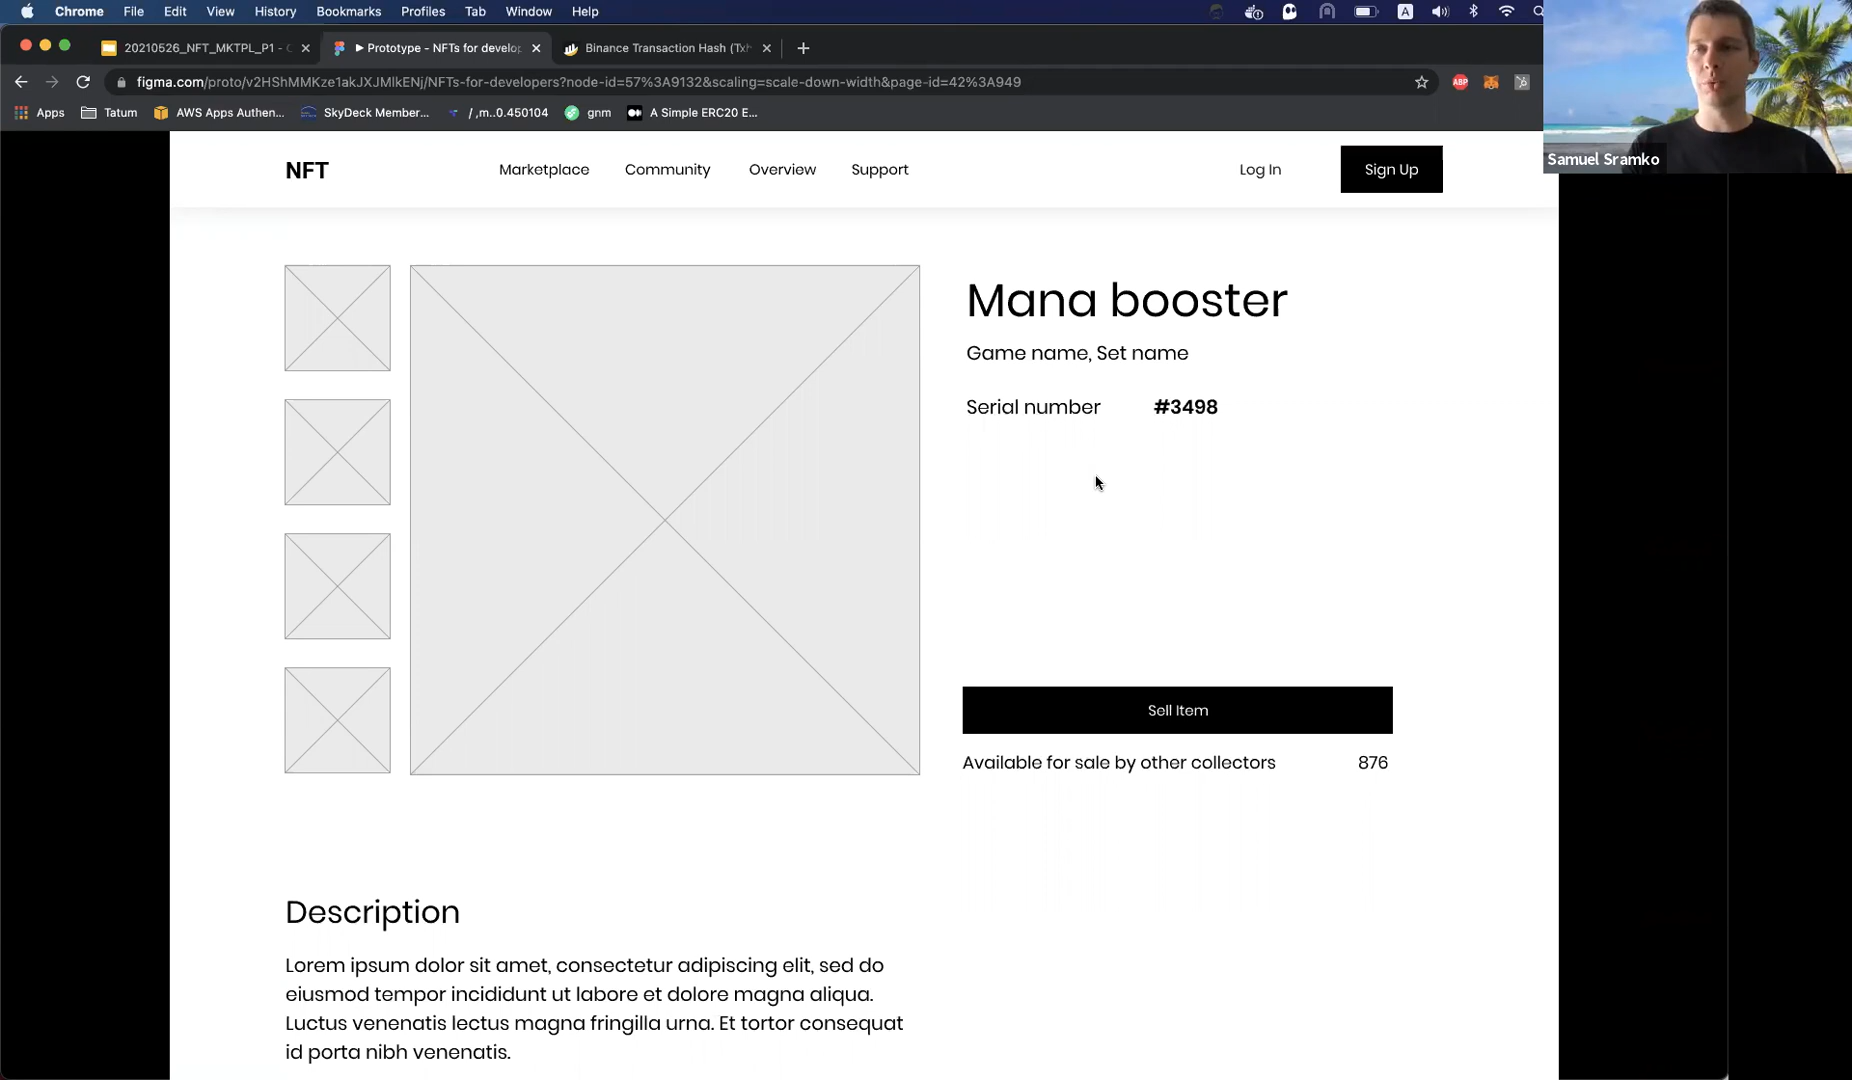 Chrome File Edit View History Bookmarks Profiles Tab Window Help
20210526_NFT_MKTPL_P1 -
Prototype - NFTs for develop
Binance Transaction Hash (Txh
figma.com/proto/v2HShMMKze1akJXJMlkENj/NFTs-for-developers?node-id=57%3A9132&scaling=scale-down-width&page-id=42%3A949
ABP
Apps Tatum AWS Apps Authen... SkyDeck Member... / ,m..0.450104 gnm A Simple ERC20 E...
Samuel Sramko
NFT Marketplace Community Overview Support Log In Sign Up
Mana booster
Game name, Set name
Serial number #3498
Sell Item
Available for sale by other collectors 876
Description
Lorem ipsum dolor sit amet, consectetur adipiscing elit, sed do
eiusmod tempor incididunt ut labore et dolore magna aliqua.
Luctus venenatis lectus magna fringilla urna. Et tortor consequat
id porta nibh venenatis.